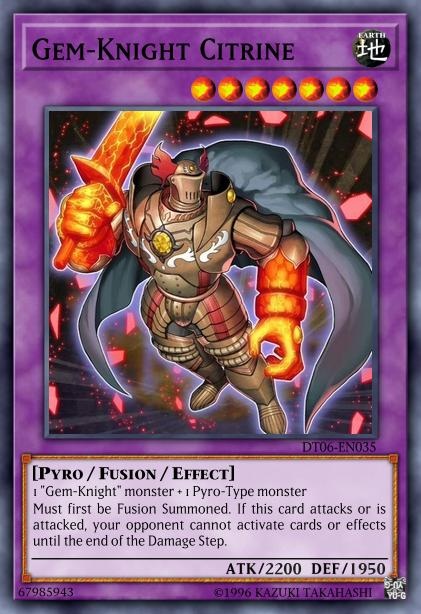 Gem-Knight Citrine
EARTH
地
DT06-EN035
[Pyro / Fusion / Effect]
1 "Gem-Knight" monster + 1 Pyro-Type monster
Must first be Fusion Summoned. If this card attacks or is
attacked, your opponent cannot activate cards or effects
until the end of the Damage Step.
ATK/2200 DEF/1950
67985943
©1996 KAZUKI TAKAHASHI